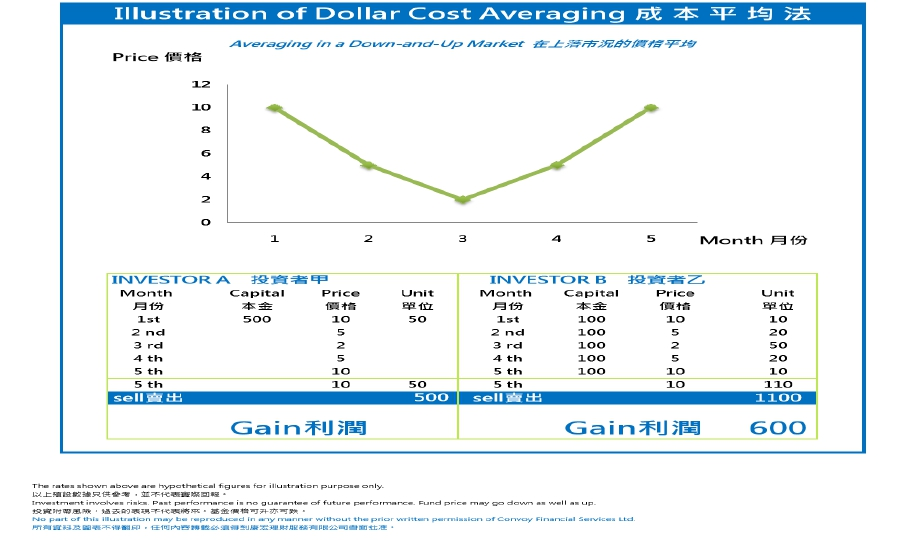 Illustration of Dollar Cost Averaging 成本平均法
Averaging in a Down-and-Up Market 在上落市況的價格平均
Price 價格
12
10
8
6
4
2
0
1 2 3 4 5 Month 月份
INVESTOR A 投資者甲 INVESTOR B 投資者乙
Month Capital Price Unit Month Capital Price Unit
月份 本金 價格 單位 月份 本金 價格 單位
1st 500 10 50 1st 100 10 10
2 nd 5 2 nd 100 5 20
3 rd 2 3 rd 100 2 50
4 th 5 4 th 100 5 20
5 th 10 5 th 100 10 10
5 th 10 50 5 th 10 110
sell賣出 500 sell賣出 1100
Gain利潤 Gain利潤 600
The rates shown above are hypothetical figures for illustration purpose only.
以上假設數據只供參考，並不代表實際回報。
Investment involves risks. Past performance is no guarantee of future performance. Fund price may go down as well as up.
投資附帶風險，過去的表現不代表將來。基金價格可升亦可跌。
No part of this illustration may be reproduced in any manner without the prior written permission of Convoy Financial Services Ltd.
所有資料及圖表不得翻印，任何內容轉載必須得到康宏理財服務有限公司書面批准。